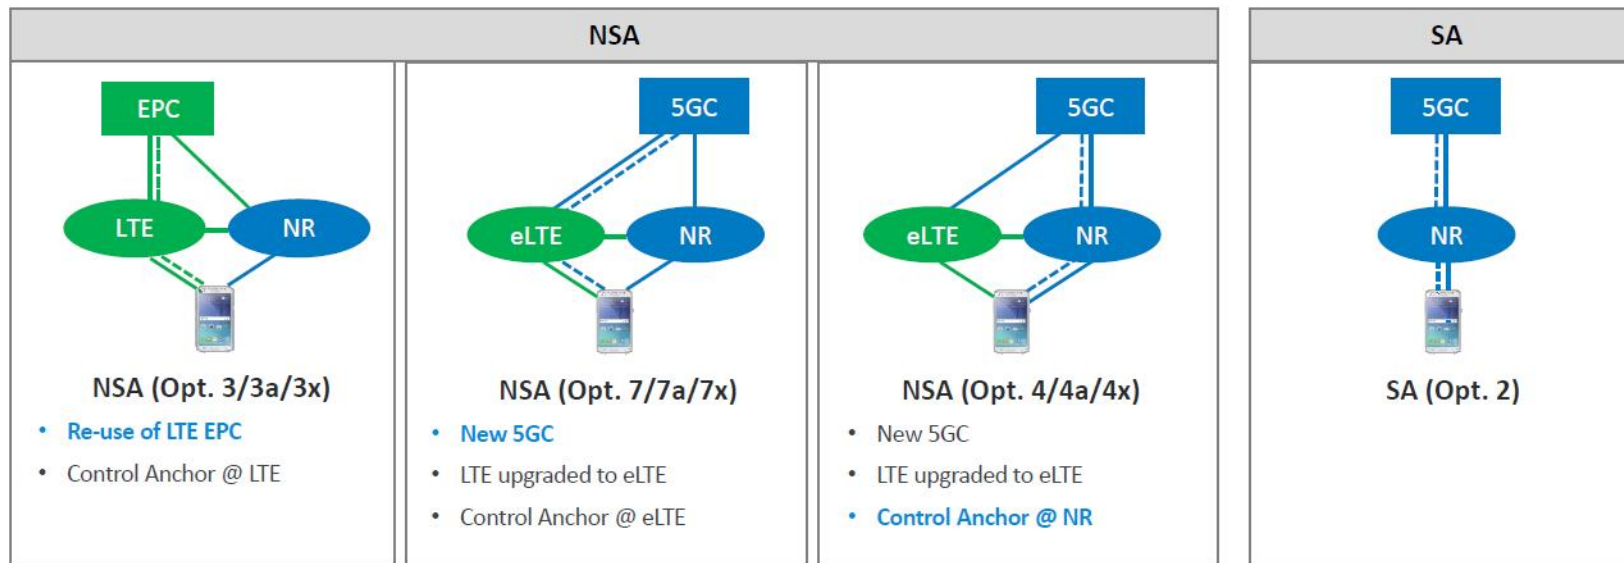 NSA
SA
EPC
LTE
NR
NSA (Opt. 3/3a/3x)
• Re-use of LTE EPC
• Control Anchor @ LTE
5GC
eLTE
NR
NSA (Opt. 7/7a/7x)
• New 5GC
• LTE upgraded to eLTE
• Control Anchor @ eLTE
5GC
eLTE
NR
NSA (Opt. 4/4a/4x)
• New 5GC
• LTE upgraded to eLTE
• Control Anchor @ NR
5GC
NR
SA (Opt. 2)